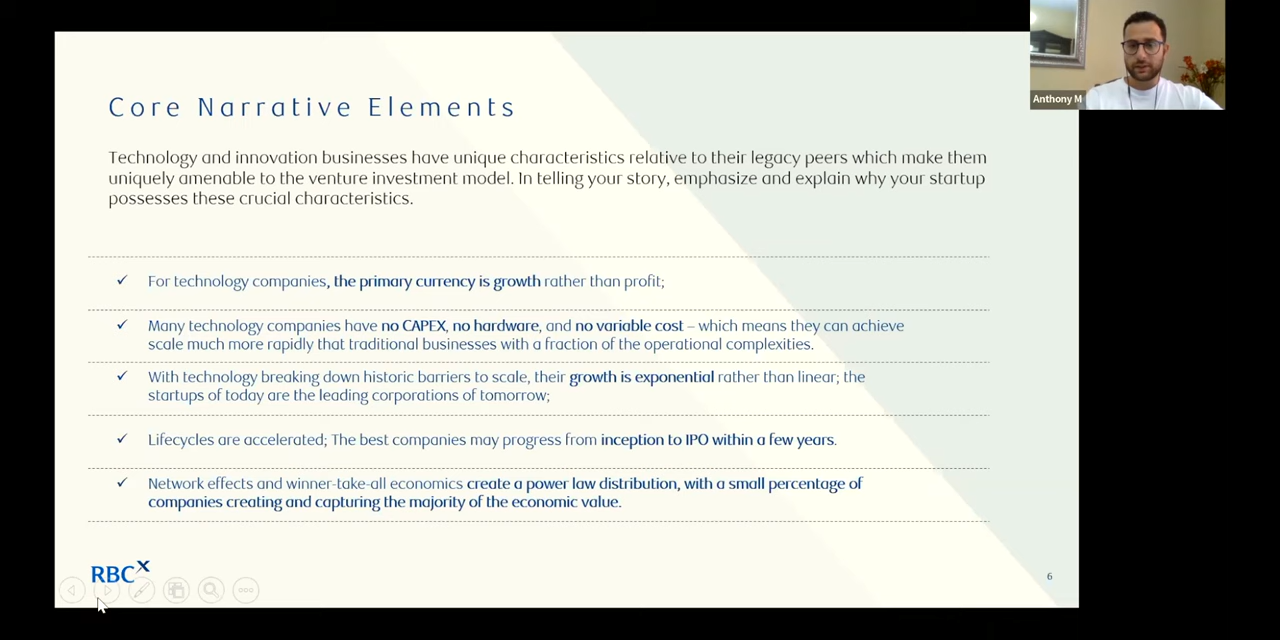 Core Narrative Elements
Technology and innovation businesses have unique characteristics relative to their legacy peers which make them
uniquely amenable to the venture investment model. In telling your story, emphasize and explain why your startup
possesses these crucial characteristics.
✓ For technology companies, the primary currency is growth rather than profit;
✓ Many technology companies have no CAPEX, no hardware, and no variable cost – which means they can achieve
scale much more rapidly that traditional businesses with a fraction of the operational complexities.
✓ With technology breaking down historic barriers to scale, their growth is exponential rather than linear; the
startups of today are the leading corporations of tomorrow;
✓ Lifecycles are accelerated; The best companies may progress from inception to IPO within a few years.
✓ Network effects and winner-take-all economics create a power law distribution, with a small percentage of
companies creating and capturing the majority of the economic value.
RBCx
6
Anthony M